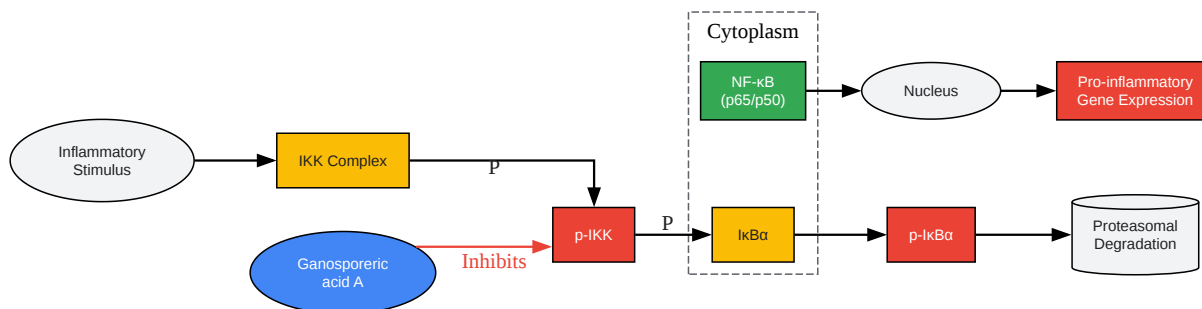 Cytoplasm
NF-κB
(p65/p50)
Nucleus
Pro-inflammatory
Gene Expression
Inflammatory
Stimulus
IKK Complex
P
p-IKK
P
IκBα
p-IκBα
Proteasomal
Degradation
Ganosporeric
acid A
Inhibits